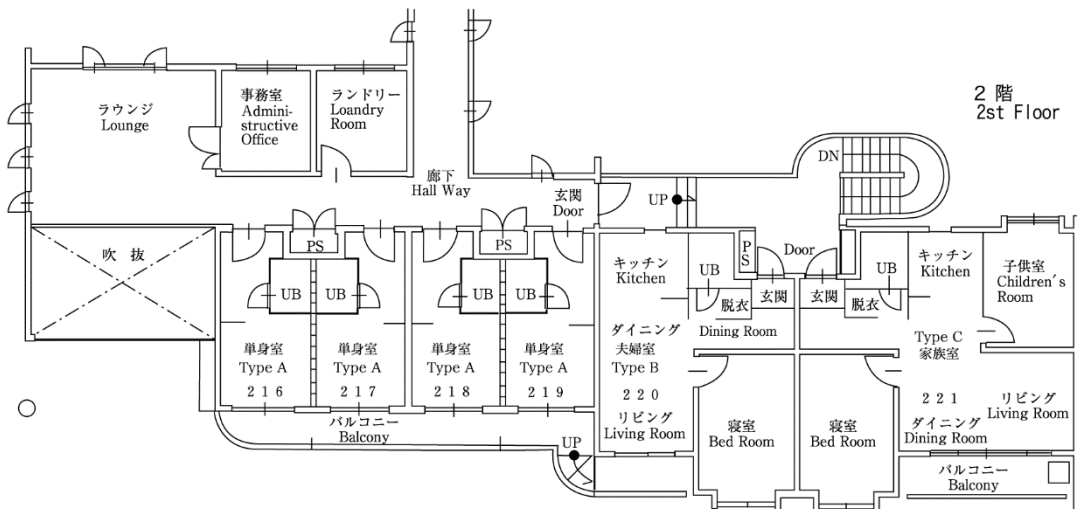 2 階
2st Floor
ラウンジ
Lounge
事務室
Admini-
structive
Office
ランドリー
Loandry
Room
廊下
Hall Way
玄関
Door
UP
DN
吹 抜
PS
PS
UB
UB
UB
UB
単身室
Type A
2 1 6
単身室
Type A
2 1 7
単身室
Type A
2 1 8
単身室
Type A
2 1 9
バルコニー
Balcony
UP
キッチン
Kitchen
UB
脱衣
玄関
PS
Door
ダイニング
Dining Room
夫婦室
Type B
2 2 0
リビング
Living Room
寝室
Bed Room
玄関
脱衣
UB
キッチン
Kitchen
子供室
Children's
Room
Type C
家族室
2 2 1
リビング
Living Room
ダイニング
Dining Room
寝室
Bed Room
バルコニー
Balcony